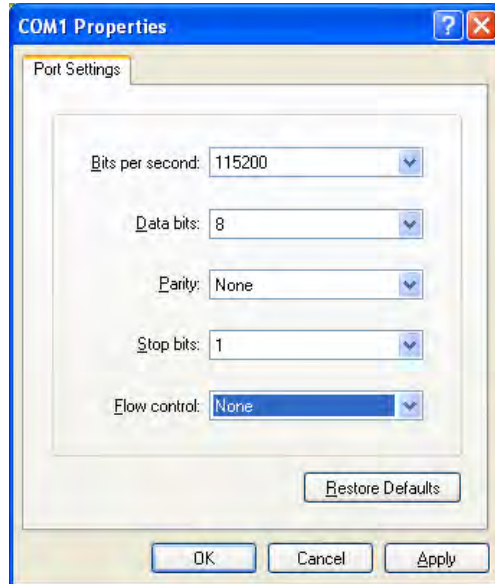 COM1 Properties
Port Settings
Bits per second: 115200
Data bits: 8
Parity: None
Stop bits: 1
Flow control: None
Restore Defaults
OK Cancel Apply